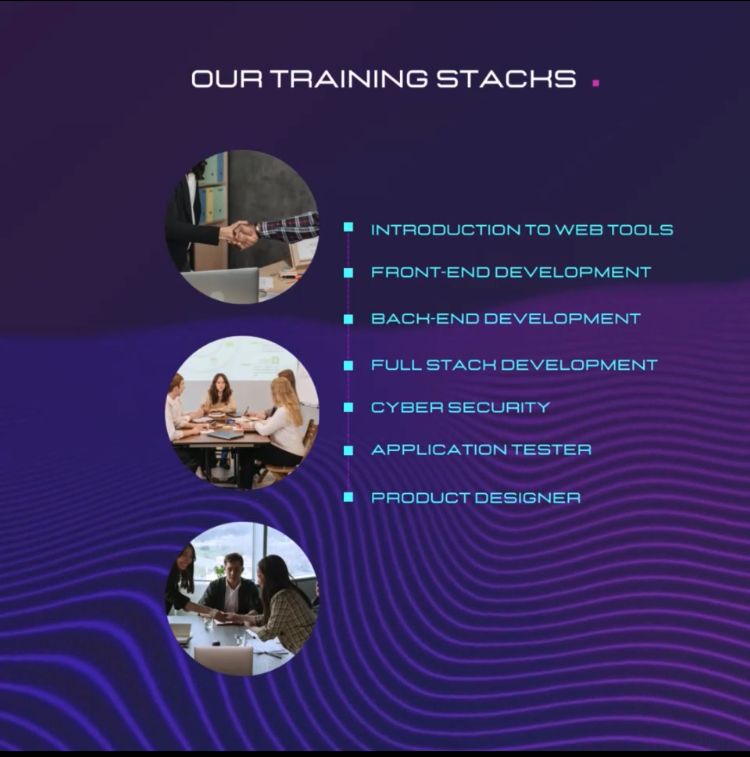 OUR TRAINING STACKS
INTRODUCTION TO WEB TOOLS
FRONT-END DEVELOPMENT
BACK-END DEVELOPMENT
FULL STACK DEVELOPMENT
CYBER SECURITY
APPLICATION TESTER
PRODUCT DESIGNER